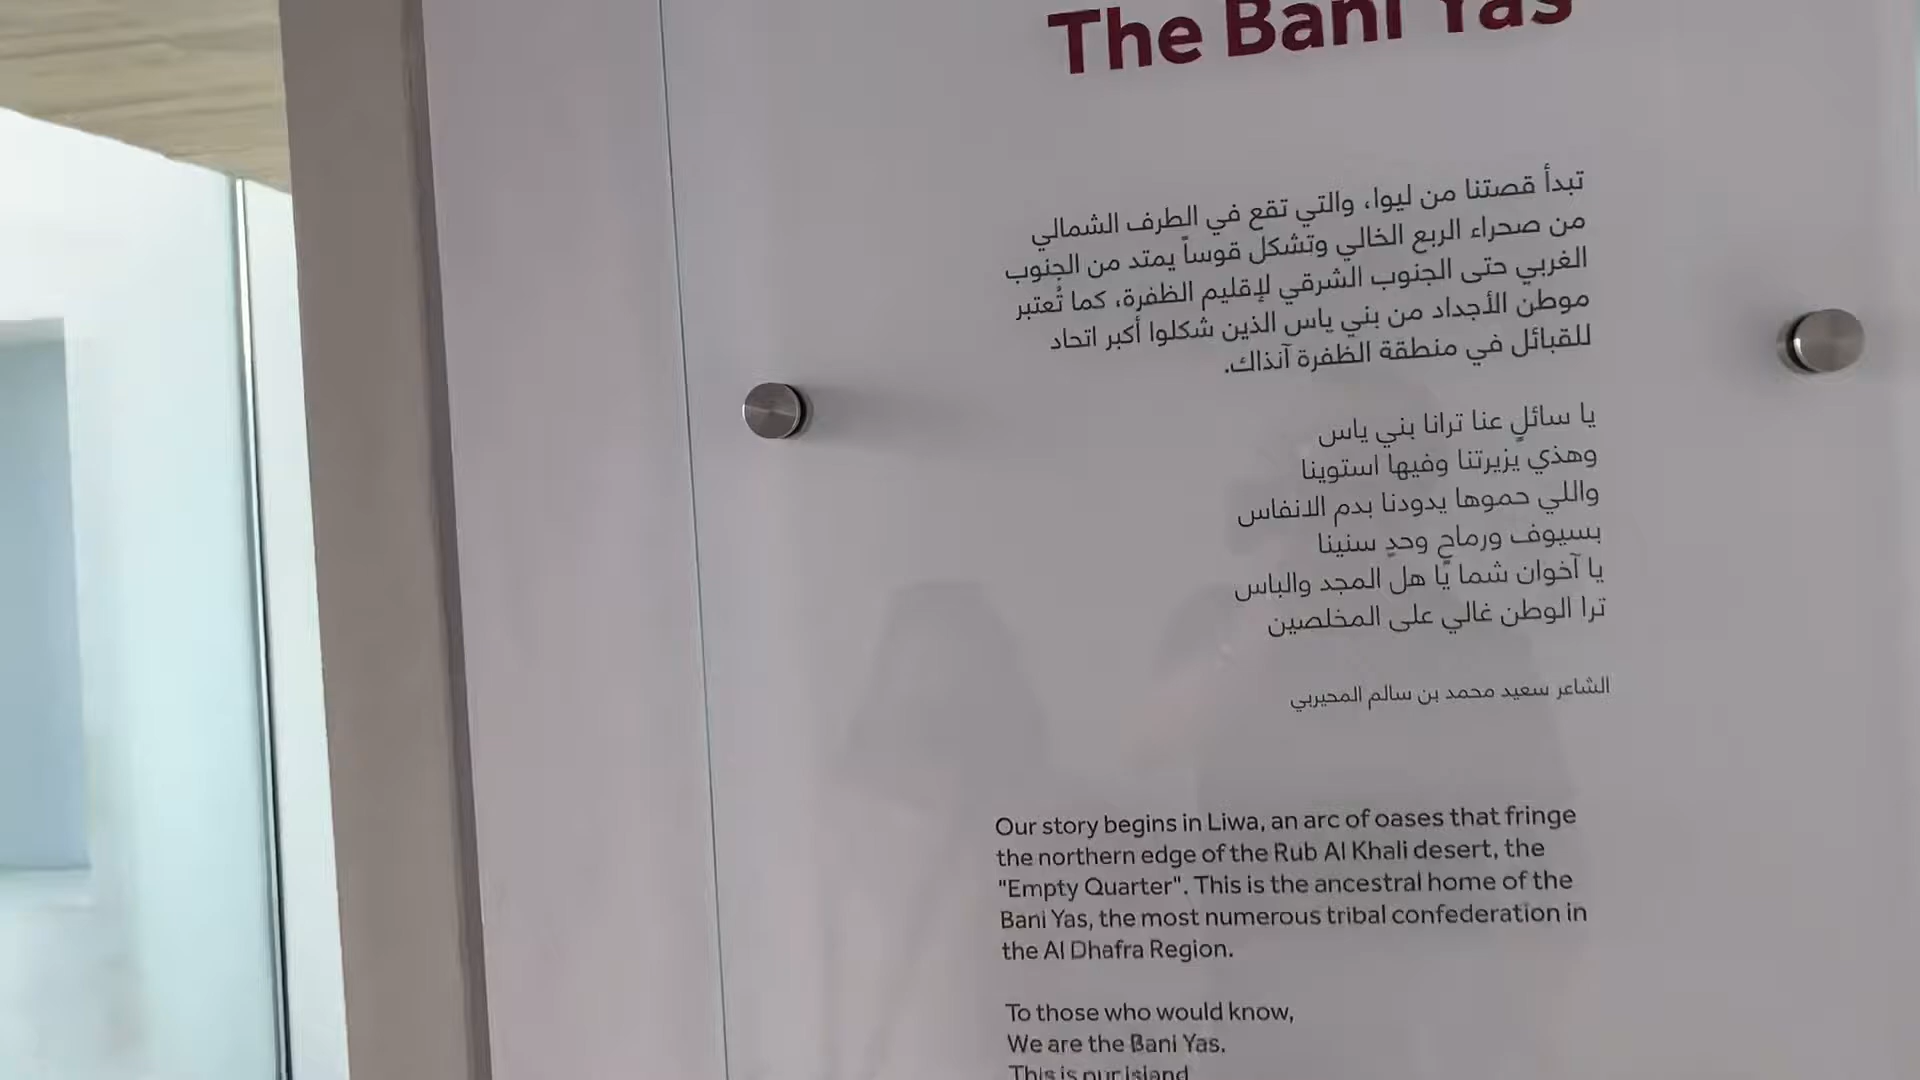 The Bani Yas
تبدأ قصتنا من ليوا، والتي تقع في الطرف الشمالي
من صحراء الربع الخالي وتشكل قوساً يمتد من الجنوب
الغربي حتى الجنوب الشرقي لإقليم الظفرة، كما تُعتبر
موطن الأجداد من بني ياس الذين شكلوا أكبر اتحاد
للقبائل في منطقة الظفرة آنذاك.
يا سائلٍ عنا ترانا بني ياس
وهذي يزيرتنا وفيها استوينا
واللي حموها يدودنا بدم الانفاس
بسيوف ورماحٍ وحدٍ سنينا
يا آخوان شما يا هل المجد والباس
ترا الوطن غالي على المخلصين
الشاعر سعيد محمد بن سالم المحيربي
Our story begins in Liwa, an arc of oases that fringe
the northern edge of the Rub Al Khali desert, the
"Empty Quarter". This is the ancestral home of the
Bani Yas, the most numerous tribal confederation in
the Al Dhafra Region.
To those who would know,
We are the Bani Yas.
This is our island